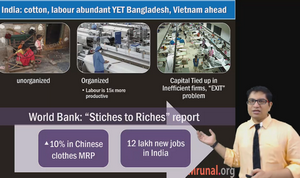 India: cotton, labour abundant YET Bangladesh, Vietnam ahead
unorganized
Organized
• Labour is 15x more
productive
Capital Tied up in
Inefficient firms, "EXIT"
problem
World Bank: "Stiches to Riches" report
▲10% in Chinese
clothes MRP
12 lakh new jobs
in India
mrunal.org